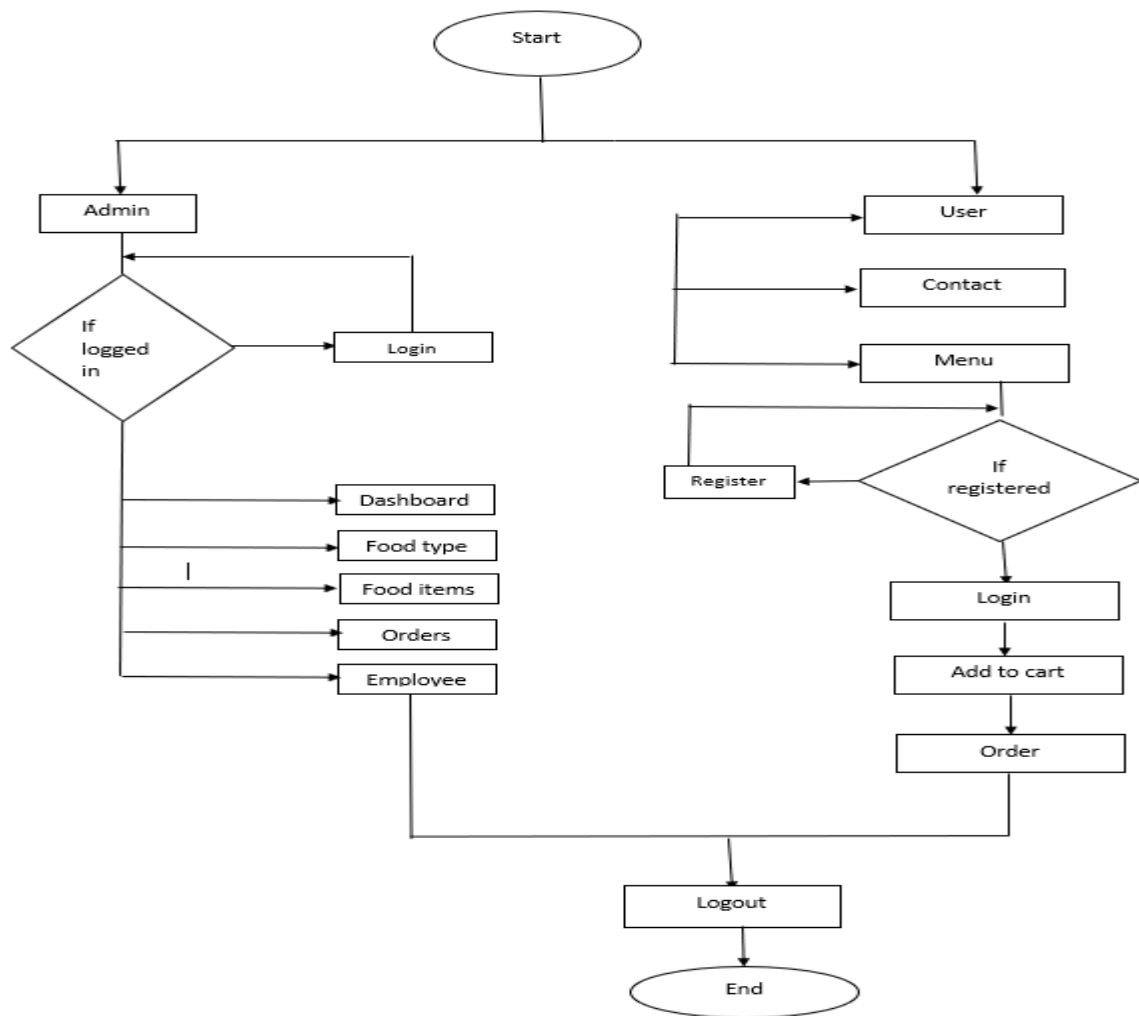 Start
Admin
User
Contact
If
logged
in
Login
Menu
If
registered
Register
Dashboard
Food type
Food items
Orders
Employee
Login
Add to cart
Order
Logout
End